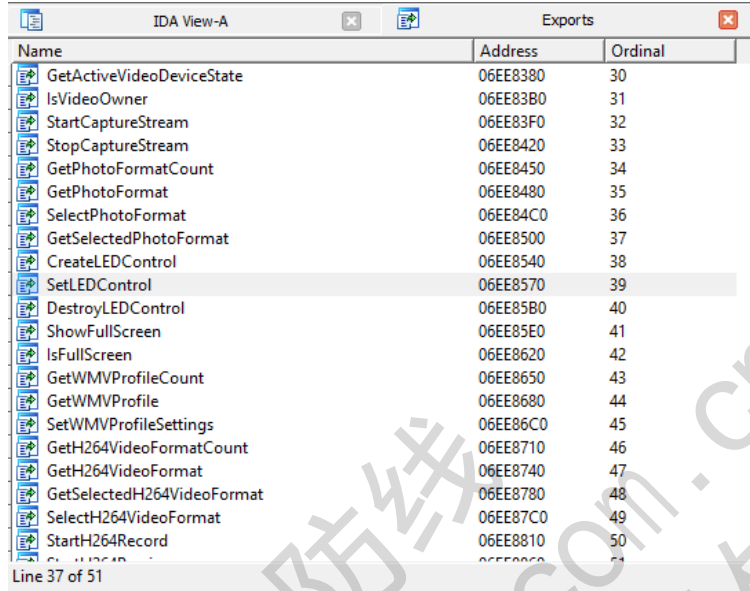 IDA View-A Exports
Name Address Ordinal
GetActiveVideoDeviceState 06EE8380 30
IsVideoOwner 06EE83B0 31
StartCaptureStream 06EE83F0 32
StopCaptureStream 06EE8420 33
GetPhotoFormatCount 06EE8450 34
GetPhotoFormat 06EE8480 35
SelectPhotoFormat 06EE84C0 36
GetSelectedPhotoFormat 06EE8500 37
CreateLEDControl 06EE8540 38
SetLEDControl 06EE8570 39
DestroyLEDControl 06EE85B0 40
ShowFullScreen 06EE85E0 41
IsFullScreen 06EE8620 42
GetWMVProfileCount 06EE8650 43
GetWMVProfile 06EE8680 44
SetWMVProfileSettings 06EE86C0 45
GetH264VideoFormatCount 06EE8710 46
GetH264VideoFormat 06EE8740 47
GetSelectedH264VideoFormat 06EE8780 48
SelectH264VideoFormat 06EE87C0 49
StartH264Record 06EE8810 50
Line 37 of 51
防线
com.cn